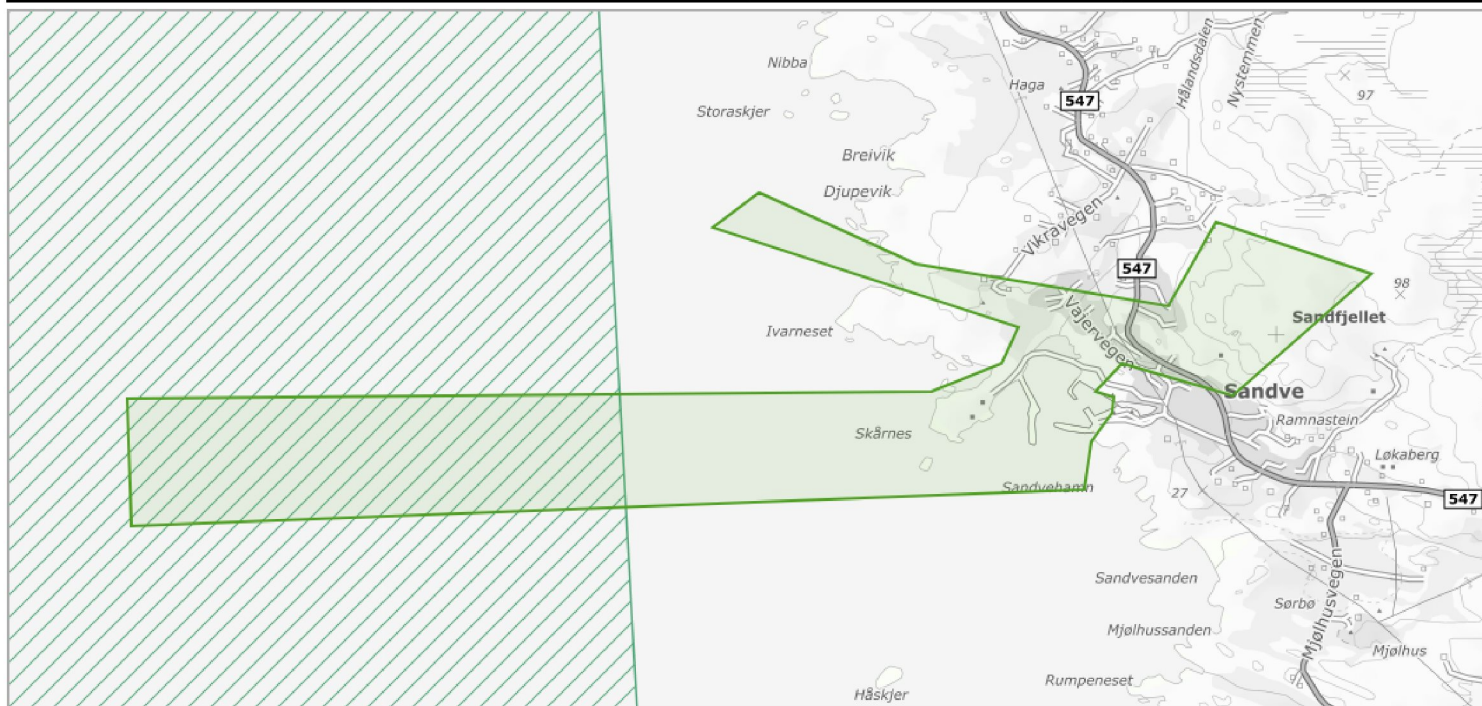 Nibba
Haga
Hålandsdalen
Nystemmen
97
547
Storaskjer
Breivik
Djupevik
Vikravegen
547
98
Sandfjellet
Ivarneset
Vajervegen
Sandve
Ramnastein
Skårnes
Løkaberg
Sandvehamn
27
547
Sandvesanden
Sørbø
Mjølhusvegen
Mjølhussanden
Mjølhus
Rumpeneset
Håskjer